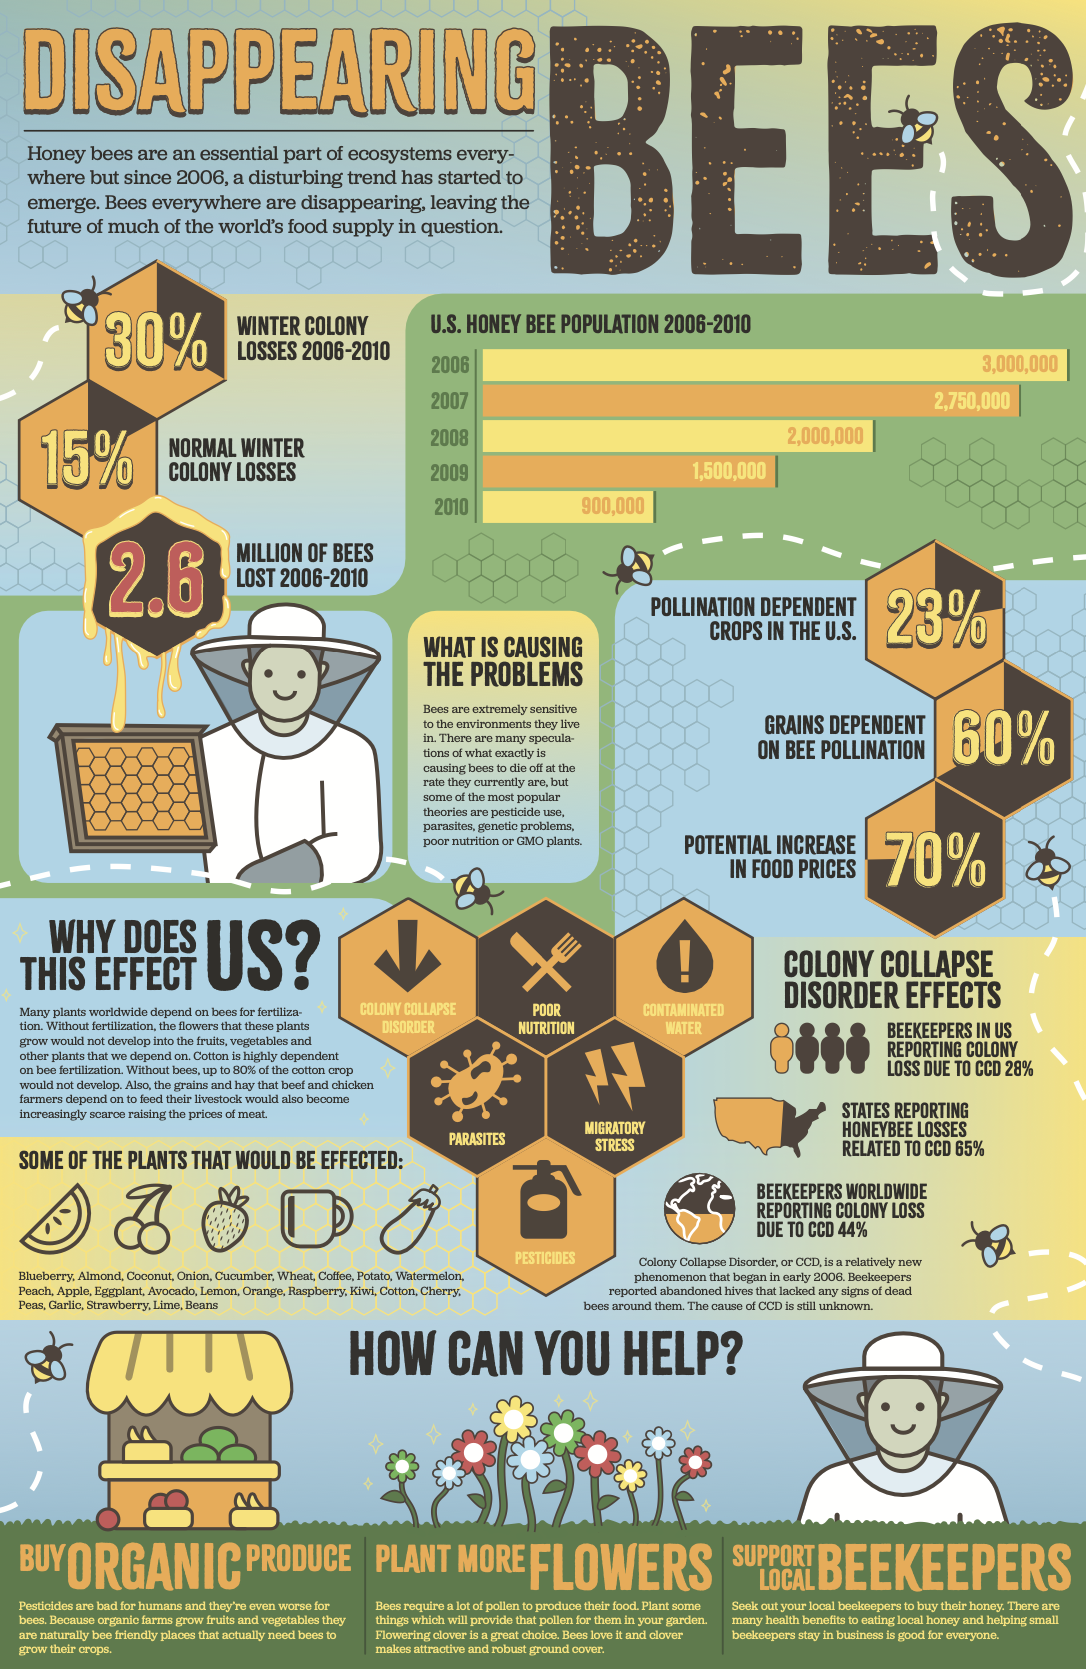 DISAPPEARING
BEES
Honey bees are an essential part of ecosystems every-
where but since 2006, a disturbing trend has started to
emerge. Bees everywhere are disappearing, leaving the
future of much of the world's food supply in question.
30%
WINTER COLONY
LOSSES 2006-2010
15%
NORMAL WINTER
COLONY LOSSES
2.6
MILLION OF BEES
LOST 2006-2010
U.S. HONEY BEE POPULATION 2006-2010
2006 3,000,000
2007 2,750,000
2008 2,000,000
2009 1,500,000
2010 900,000
WHAT IS CAUSING
THE PROBLEMS
Bees are extremely sensitive
to the environments they live
in. There are many specula-
tions of what exactly is
causing bees to die off at the
rate they currently are, but
some of the most popular
theories are pesticide use,
parasites, genetic problems,
poor nutrition or GMO plants.
POLLINATION DEPENDENT
CROPS IN THE U.S.
23%
GRAINS DEPENDENT
ON BEE POLLINATION
60%
POTENTIAL INCREASE
IN FOOD PRICES
70%
WHY DOES
THIS EFFECT US?
Many plants worldwide depend on bees for fertiliza-
tion. Without fertilization, the flowers that these plants
grow would not develop into the fruits, vegetables and
other plants that we depend on. Cotton is highly dependent
on bee fertilization. Without bees, up to 80% of the cotton crop
would not develop. Also, the grains and hay that beef and chicken
farmers depend on to feed their livestock would also become
increasingly scarce raising the prices of meat.
COLONY COLLAPSE
DISORDER
POOR
NUTRITION
CONTAMINATED
WATER
PARASITES
MIGRATORY
STRESS
PESTICIDES
COLONY COLLAPSE
DISORDER EFFECTS
BEEKEEPERS IN US
REPORTING COLONY
LOSS DUE TO CCD 28%
STATES REPORTING
HONEYBEE LOSSES
RELATED TO CCD 65%
BEEKEEPERS WORLDWIDE
REPORTING COLONY LOSS
DUE TO CCD 44%
Colony Collapse Disorder, or CCD, is a relatively new
phenomenon that began in early 2006. Beekeepers
reported abandoned hives that lacked any signs of dead
bees around them. The cause of CCD is still unknown.
SOME OF THE PLANTS THAT WOULD BE EFFECTED:
Blueberry, Almond, Coconut, Onion, Cucumber, Wheat, Coffee, Potato, Watermelon,
Peach, Apple, Eggplant, Avocado, Lemon, Orange, Raspberry, Kiwi, Cotton, Cherry,
Peas, Garlic, Strawberry, Lime, Beans
HOW CAN YOU HELP?
BUY ORGANIC PRODUCE
Pesticides are bad for humans and they're even worse for
bees. Because organic farms grow fruits and vegetables they
are naturally bee friendly places that actually need bees to
grow their crops.
PLANT MORE FLOWERS
Bees require a lot of pollen to produce their food. Plant some
things which will provide that pollen for them in your garden.
Flowering clover is a great choice. Bees love it and clover
makes attractive and robust ground cover.
SUPPORT
LOCAL BEEKEEPERS
Seek out your local beekeepers to buy their honey. There are
many health benefits to eating local honey and helping small
beekeepers stay in business is good for everyone.